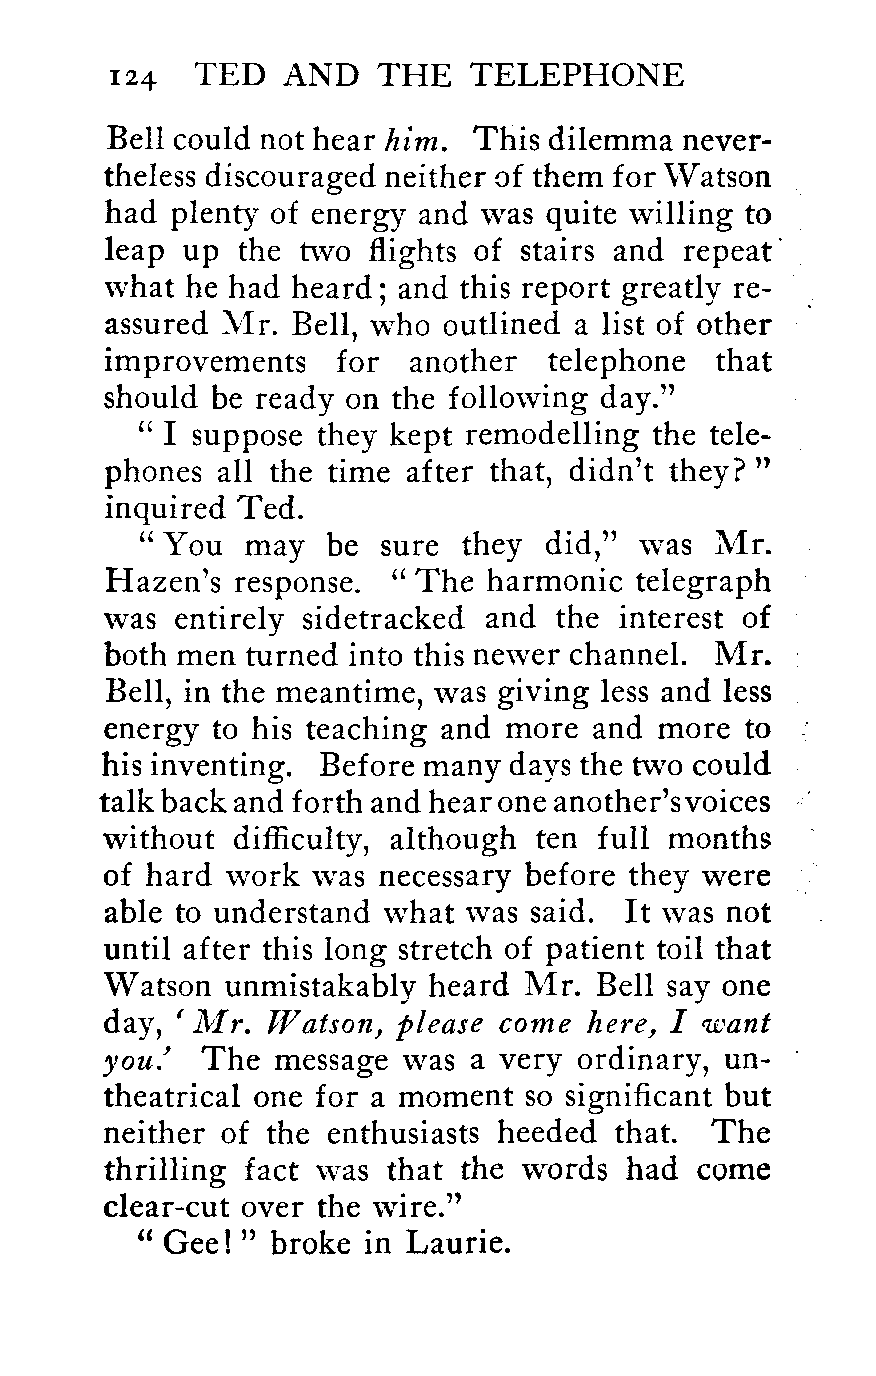 124 TED AND THE TELEPHONE
Bell could not hear him. This dilemma never-
theless discouraged neither of them for Watson
had plenty of energy and was quite willing to
leap up the two flights of stairs and repeat
what he had heard; and this report greatly re-
assured Mr. Bell, who outlined a list of other
improvements for another telephone that
should be ready on the following day."
" I suppose they kept remodelling the tele-
phones all the time after that, didn't they? "
inquired Ted.
" You may be sure they did," was Mr.
Hazen's response. " The harmonic telegraph
was entirely sidetracked and the interest of
both men turned into this newer channel. Mr.
Bell, in the meantime, was giving less and less
energy to his teaching and more and more to
his inventing. Before many days the two could
talk back and forth and hear one another's voices
without difficulty, although ten full months
of hard work was necessary before they were
able to understand what was said. It was not
until after this long stretch of patient toil that
Watson unmistakably heard Mr. Bell say one
day, ' Mr. Watson, please come here, I want
you.' The message was a very ordinary, un-
theatrical one for a moment so significant but
neither of the enthusiasts heeded that. The
thrilling fact was that the words had come
clear-cut over the wire."
" Gee! " broke in Laurie.